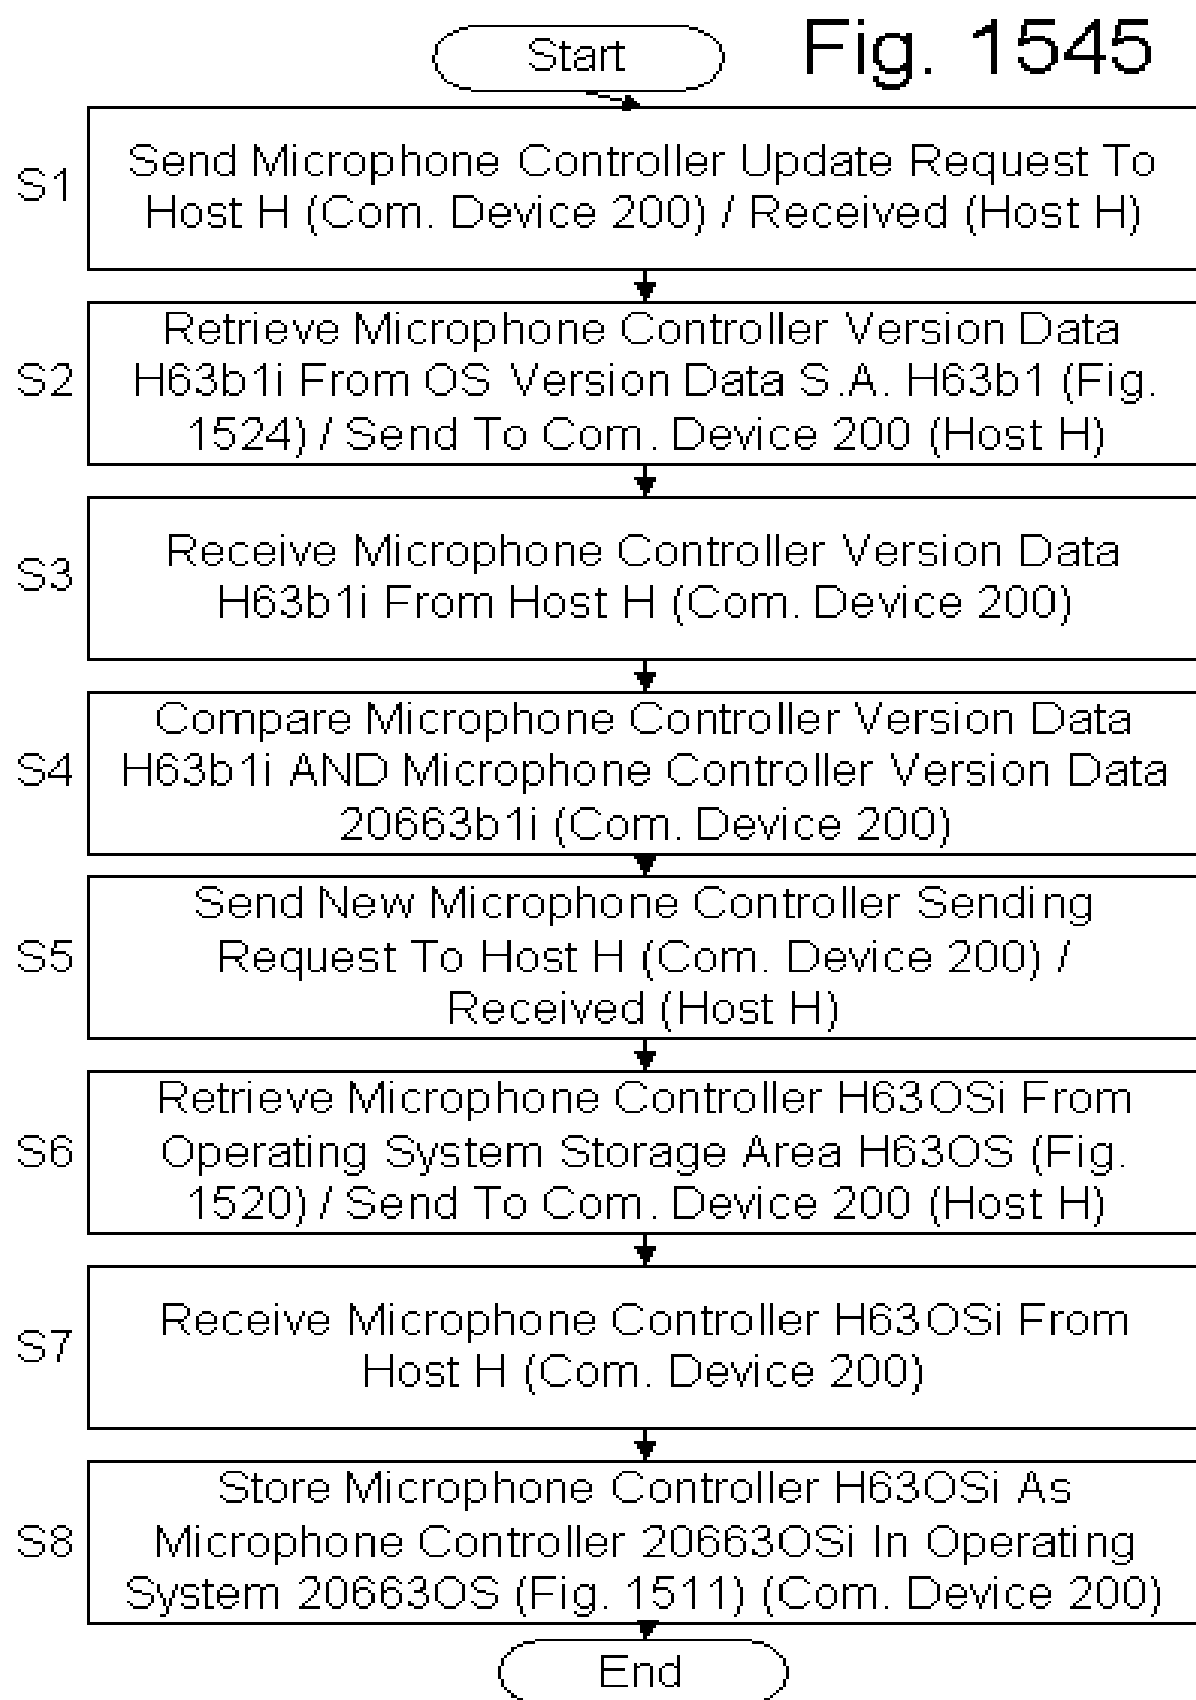 Start
Fig. 1545
S1
Send Microphone Controller Update Request To
Host H (Com. Device 200) / Received (Host H)
S2
Retrieve Microphone Controller Version Data
H63b1i From OS Version Data S.A. H63b1 (Fig.
1524) / Send To Com. Device 200 (Host H)
S3
Receive Microphone Controller Version Data
H63b1i From Host H (Com. Device 200)
S4
Compare Microphone Controller Version Data
H63b1i AND Microphone Controller Version Data
20663b1i (Com. Device 200)
S5
Send New Microphone Controller Sending
Request To Host H (Com. Device 200) /
Received (Host H)
S6
Retrieve Microphone Controller H63OSi From
Operating System Storage Area H63OS (Fig.
1520) / Send To Com. Device 200 (Host H)
S7
Receive Microphone Controller H63OSi From
Host H (Com. Device 200)
S8
Store Microphone Controller H63OSi As
Microphone Controller 20663OSi In Operating
System 20663OS (Fig. 1511) (Com. Device 200)
End